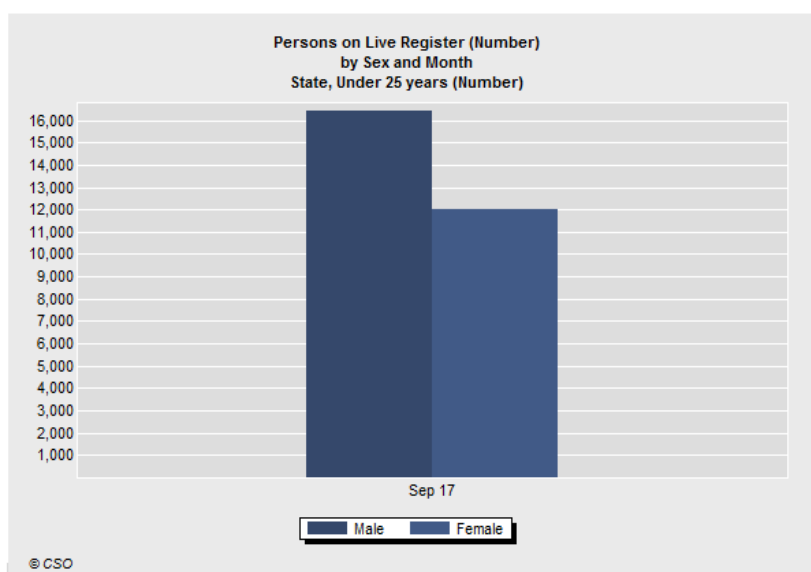 Persons on Live Register (Number)
by Sex and Month
State, Under 25 years (Number)
16,000
15,000
14,000
13,000
12,000
11,000
10,000
9,000
8,000
7,000
6,000
5,000
4,000
3,000
2,000
1,000
Sep 17
Male Female
© CSO